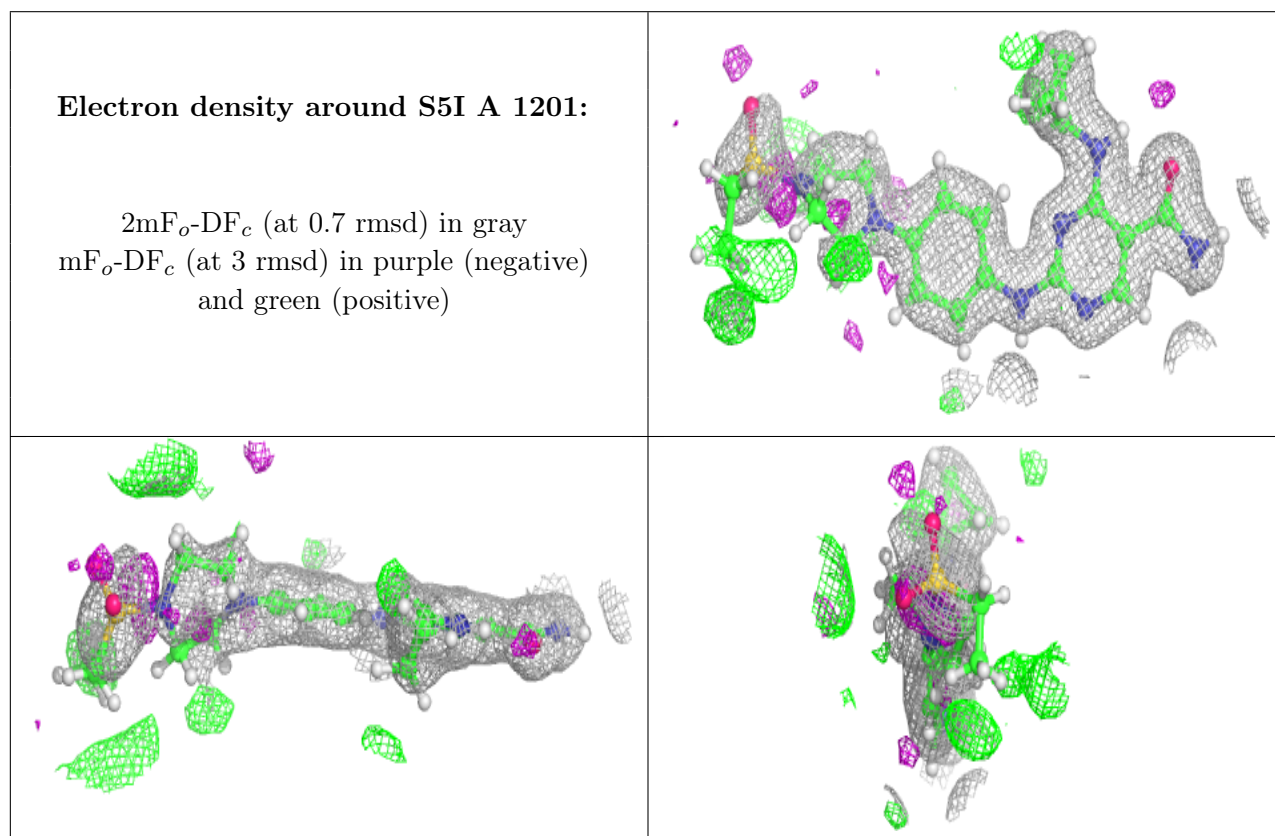 Electron density around S5I A 1201:
2mFo-DFc (at 0.7 rmsd) in gray
mFo-DFc (at 3 rmsd) in purple (negative)
and green (positive)